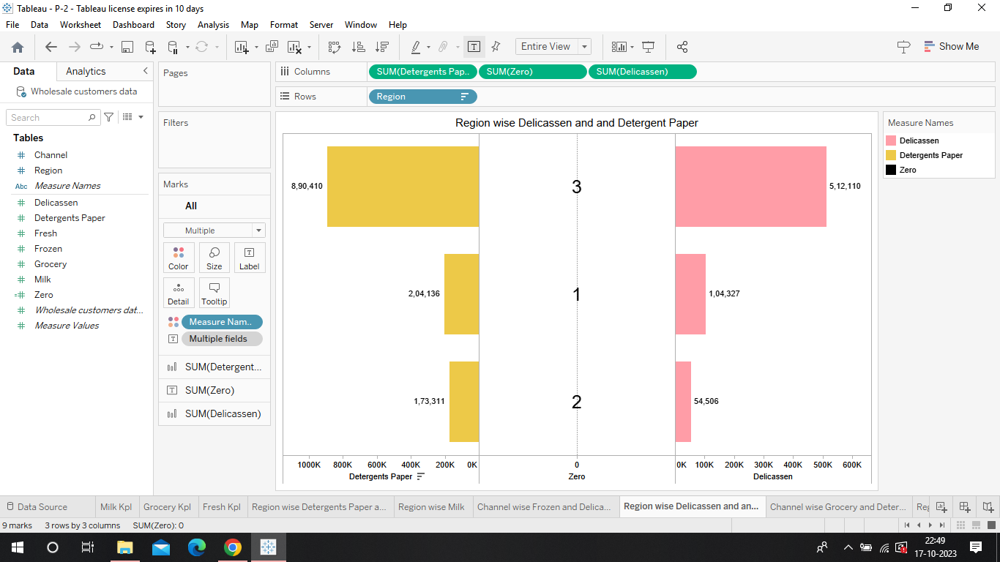 Tableau - P-2 - Tableau license expires in 10 days
File Data Worksheet Dashboard Story Analysis Map Format Server Window Help
Entire View
Show Me
Data Analytics
Wholesale customers data
Search
Tables
Channel
Region
Abc Measure Names
Delicassen
Detergents Paper
Fresh
Frozen
Grocery
Milk
Zero
Wholesale customers dat...
Measure Values
Pages
Filters
Marks
All
Multiple
Color Size Label
Detail Tooltip
Measure Nam..
Multiple fields
SUM(Detergent...
SUM(Zero)
SUM(Delicassen)
Columns SUM(Detergents Pap.. SUM(Zero) SUM(Delicassen)
Rows Region
Region wise Delicassen and and Detergent Paper
8,90,410 3 5,12,110
2,04,136 1 1,04,327
1,73,311 2 54,506
1000K 800K 600K 400K 200K 0K 0 0K 100K 200K 300K 400K 500K 600K
Detergents Paper Zero Delicassen
Measure Names
Delicassen
Detergents Paper
Zero
Data Source Milk Kpl Grocery Kpl Fresh Kpl Region wise Detergents Paper a... Region wise Milk Channel wise Frozen and Delica... Region wise Delicassen and an... Channel wise Grocery and Deter... Reg
9 marks 3 rows by 3 columns SUM(Zero): 0
22:49
17-10-2023